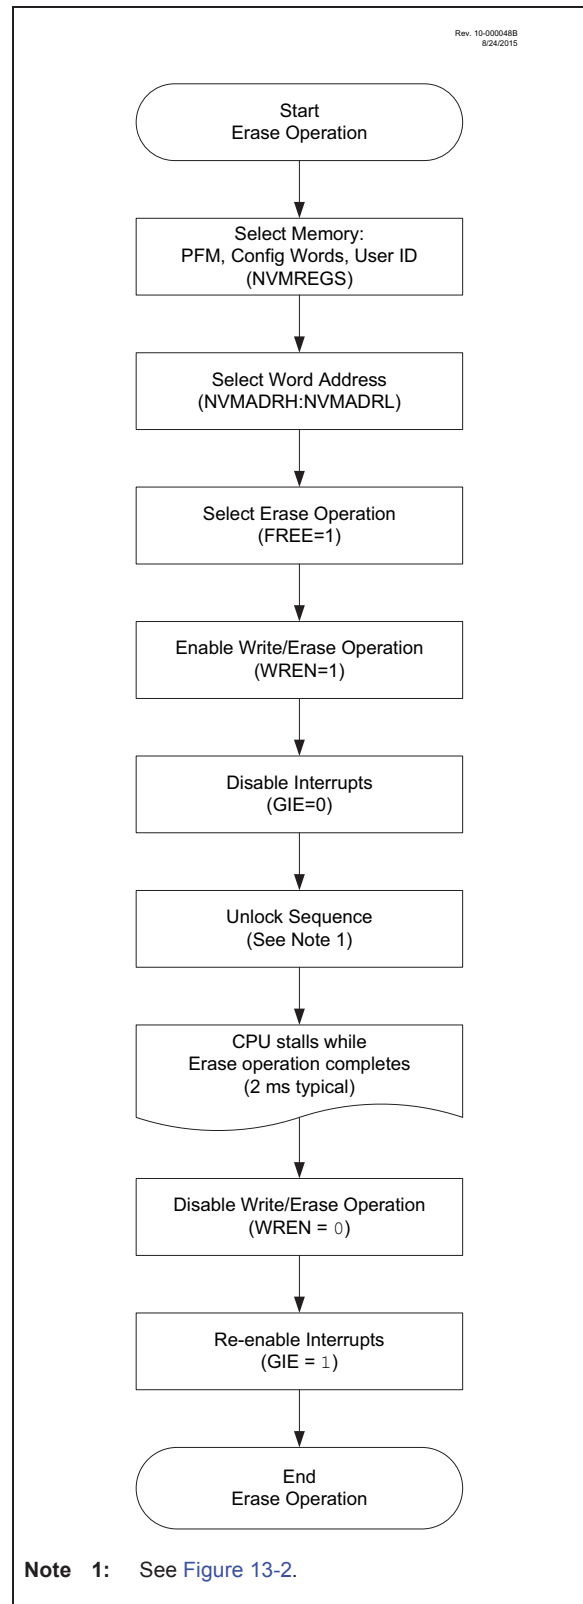 Rev. 10-000048B
8/24/2015
Start
Erase Operation
Select Memory:
PFM, Config Words, User ID
(NVMREGS)
Select Word Address
(NVMADRH:NVMADRL)
Select Erase Operation
(FREE=1)
Enable Write/Erase Operation
(WREN=1)
Disable Interrupts
(GIE=0)
Unlock Sequence
(See Note 1)
CPU stalls while
Erase operation completes
(2 ms typical)
Disable Write/Erase Operation
(WREN = 0)
Re-enable Interrupts
(GIE = 1)
End
Erase Operation
Note 1: See Figure 13-2.